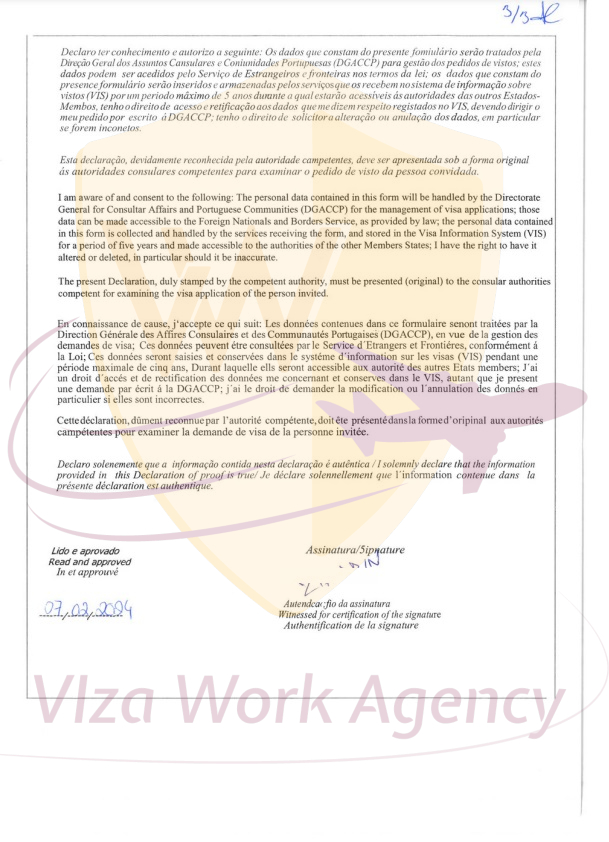 3/3
Declaro ter conhecimento e autorizo a seguinte: Os dados que constam do presente fomiulário serão tratados pela
Direção Geral dos Assuntos Cansulares e Coniunidades Portupuesas (DGACCP) para gestão dos pedidos de vistos; estes
dados podem ser acedidos pelo Serviço de Estrangeiros e fronteiras nos termos da lei; os dados que constam do
presence formulário serão inseridos e armazenadas pelos serviços que os recebem no sistema de informação sobre
vistos (VIS) por um periodo máximo de 5 anos durante a qual estarão acessíveis ás autoridades das outros Estados-
Membos, tenho o direito de acesso e retificação aos dados que me dizem respeito registados no VIS, devendo dirigir o
meu pedido por escrito á DGACCP; tenho o direito de solicitor a alteração ou anulação dos dados, em particular
se forem inconetos.
Esta declaração, devidamente reconhecida pela autoridade campetentes, deve ser apresentada sob a forma original
ás autoridades consulares competentes para examinar o pedido de visto da pessoa convidada.
I am aware of and consent to the following: The personal data contained in this form will be handled by the Directorate
General for Consultar Affairs and Portuguese Communities (DGACCP) for the management of visa applications; those
data can be made accessible to the Foreign Nationals and Borders Service, as provided by law; the personal data contained
in this form is collected and handled by the services receiving the form, and stored in the Visa Information System (VIS)
for a period of five years and made accessible to the authorities of the other Members States; I have the right to have it
altered or deleted, in particular should it be inaccurate.
The present Declaration, duly stamped by the competent authority, must be presented (original) to the consular authorities
competent for examining the visa application of the person invited.
En connaissance de cause, j'accepte ce qui suit: Les données contenues dans ce formulaire senont traitées par la
Direction Générale des Affires Consulaires et des Communautés Portugaises (DGACCP), en vue de la gestion des
demandes de visa; Ces données peuvent être consultées par le Service d'Etrangers et Frontiéres, conformément á
la Loi; Ces données seront saisies et conservées dans le systéme d'information sur les visas (VIS) pendant une
période maximale de cinq ans, Durant laquelle ells seront accessible aux autorité des autres Etats members; J'ai
un droit d'accés et de rectification des données me concernant et conserves dans le VIS, autant que je present
une demande par écrit á la DGACCP; j'ai le droit de demander la modification ou l'annulation des donnés en
particulier si elles sont incorrectes.
Cette déclaration, dûment reconnue par l'autorité compétente, doit éte présenté dans la forme d'oripinal aux autorités
campétentes pour examiner la demande de visa de la personne invitée.
Declaro solenemente que a informação contida nesta declaração é autêntica / I solemnly declare that the information
provided in this Declaration of proof is true/ Je déclare solennellement que l'information contenue dans la
présente déclaration est authentique.
Lido e aprovado
Read and approved
In et approuvé
Assinatura/5ipnature
07.02.2024
Autendcacfio da assinatura
Witnessed for certification of the signature
Authentification de la signature
VIza Work Agency